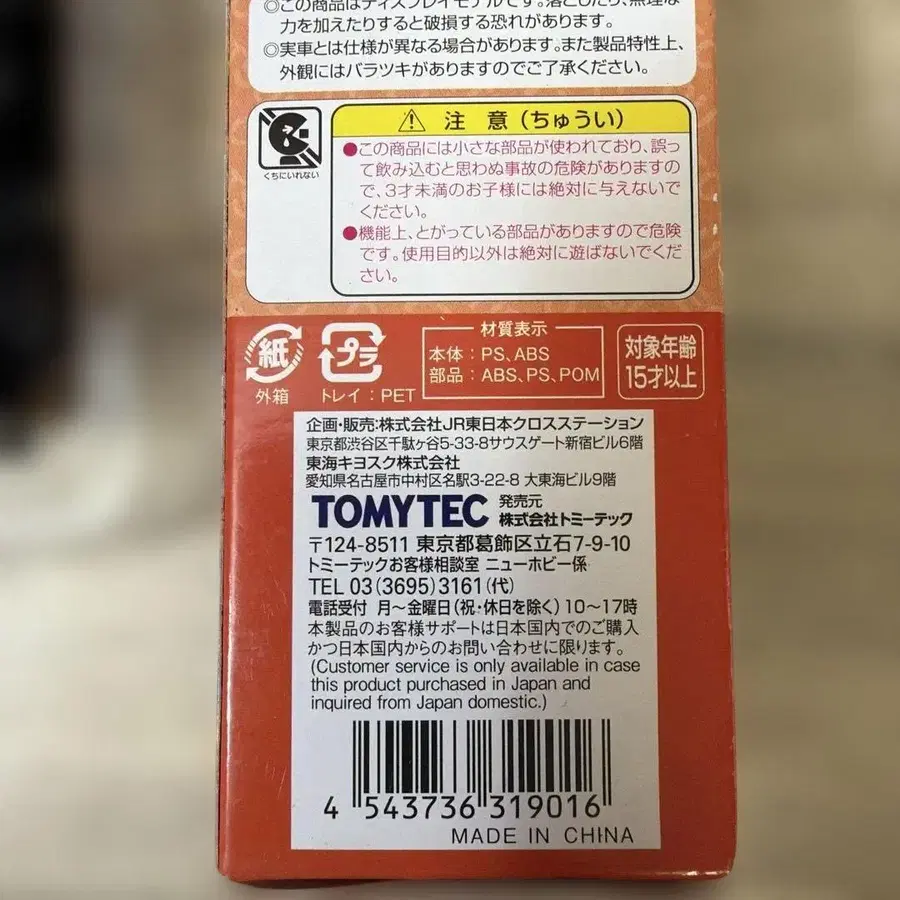 ◎この商品はディスプレイモデルです。落としたり、無理な
力を加えたりすると破損する恐れがあります。
◎実車とは仕様が異なる場合があります。また製品特性上、
外観にはバラツキがありますのでご了承ください。
くちにいれない
注意(ちゅうい)
●この商品には小さな部品が使われており、誤っ
て飲み込むと思わぬ事故の危険がありますの
で、3才未満のお子様には絶対に与えないで
ください。
●機能上、とがっている部品がありますので危険
です。使用目的以外は絶対に遊ばないでくだ
さい。
紙
外箱
プラ
トレイ:PET
材質表示
本体:PS、ABS
部品:ABS、PS、POM
対象年齢
15才以上
企画・販売:株式会社JR東日本クロスステーション
東京都渋谷区千駄ヶ谷5-33-8サウスゲート新宿ビル6階
東海キヨスク株式会社
愛知県名古屋市中村区名駅3-22-8 大東海ビル9階
TOMYTEC 発売元
株式会社トミーテック
〒124-8511 東京都葛飾区立石7-9-10
トミーテックお客様相談室 ニューホビー係
TEL 03(3695)3161(代)
電話受付 月〜金曜日(祝・休日を除く)10〜17時
本製品のお客様サポートは日本国内でのご購入
かつ日本国内からのお問い合わせに限ります。
(Customer service is only available in case
this product purchased in Japan and
inquired from Japan domestic.)
4 543736 319016
MADE IN CHINA